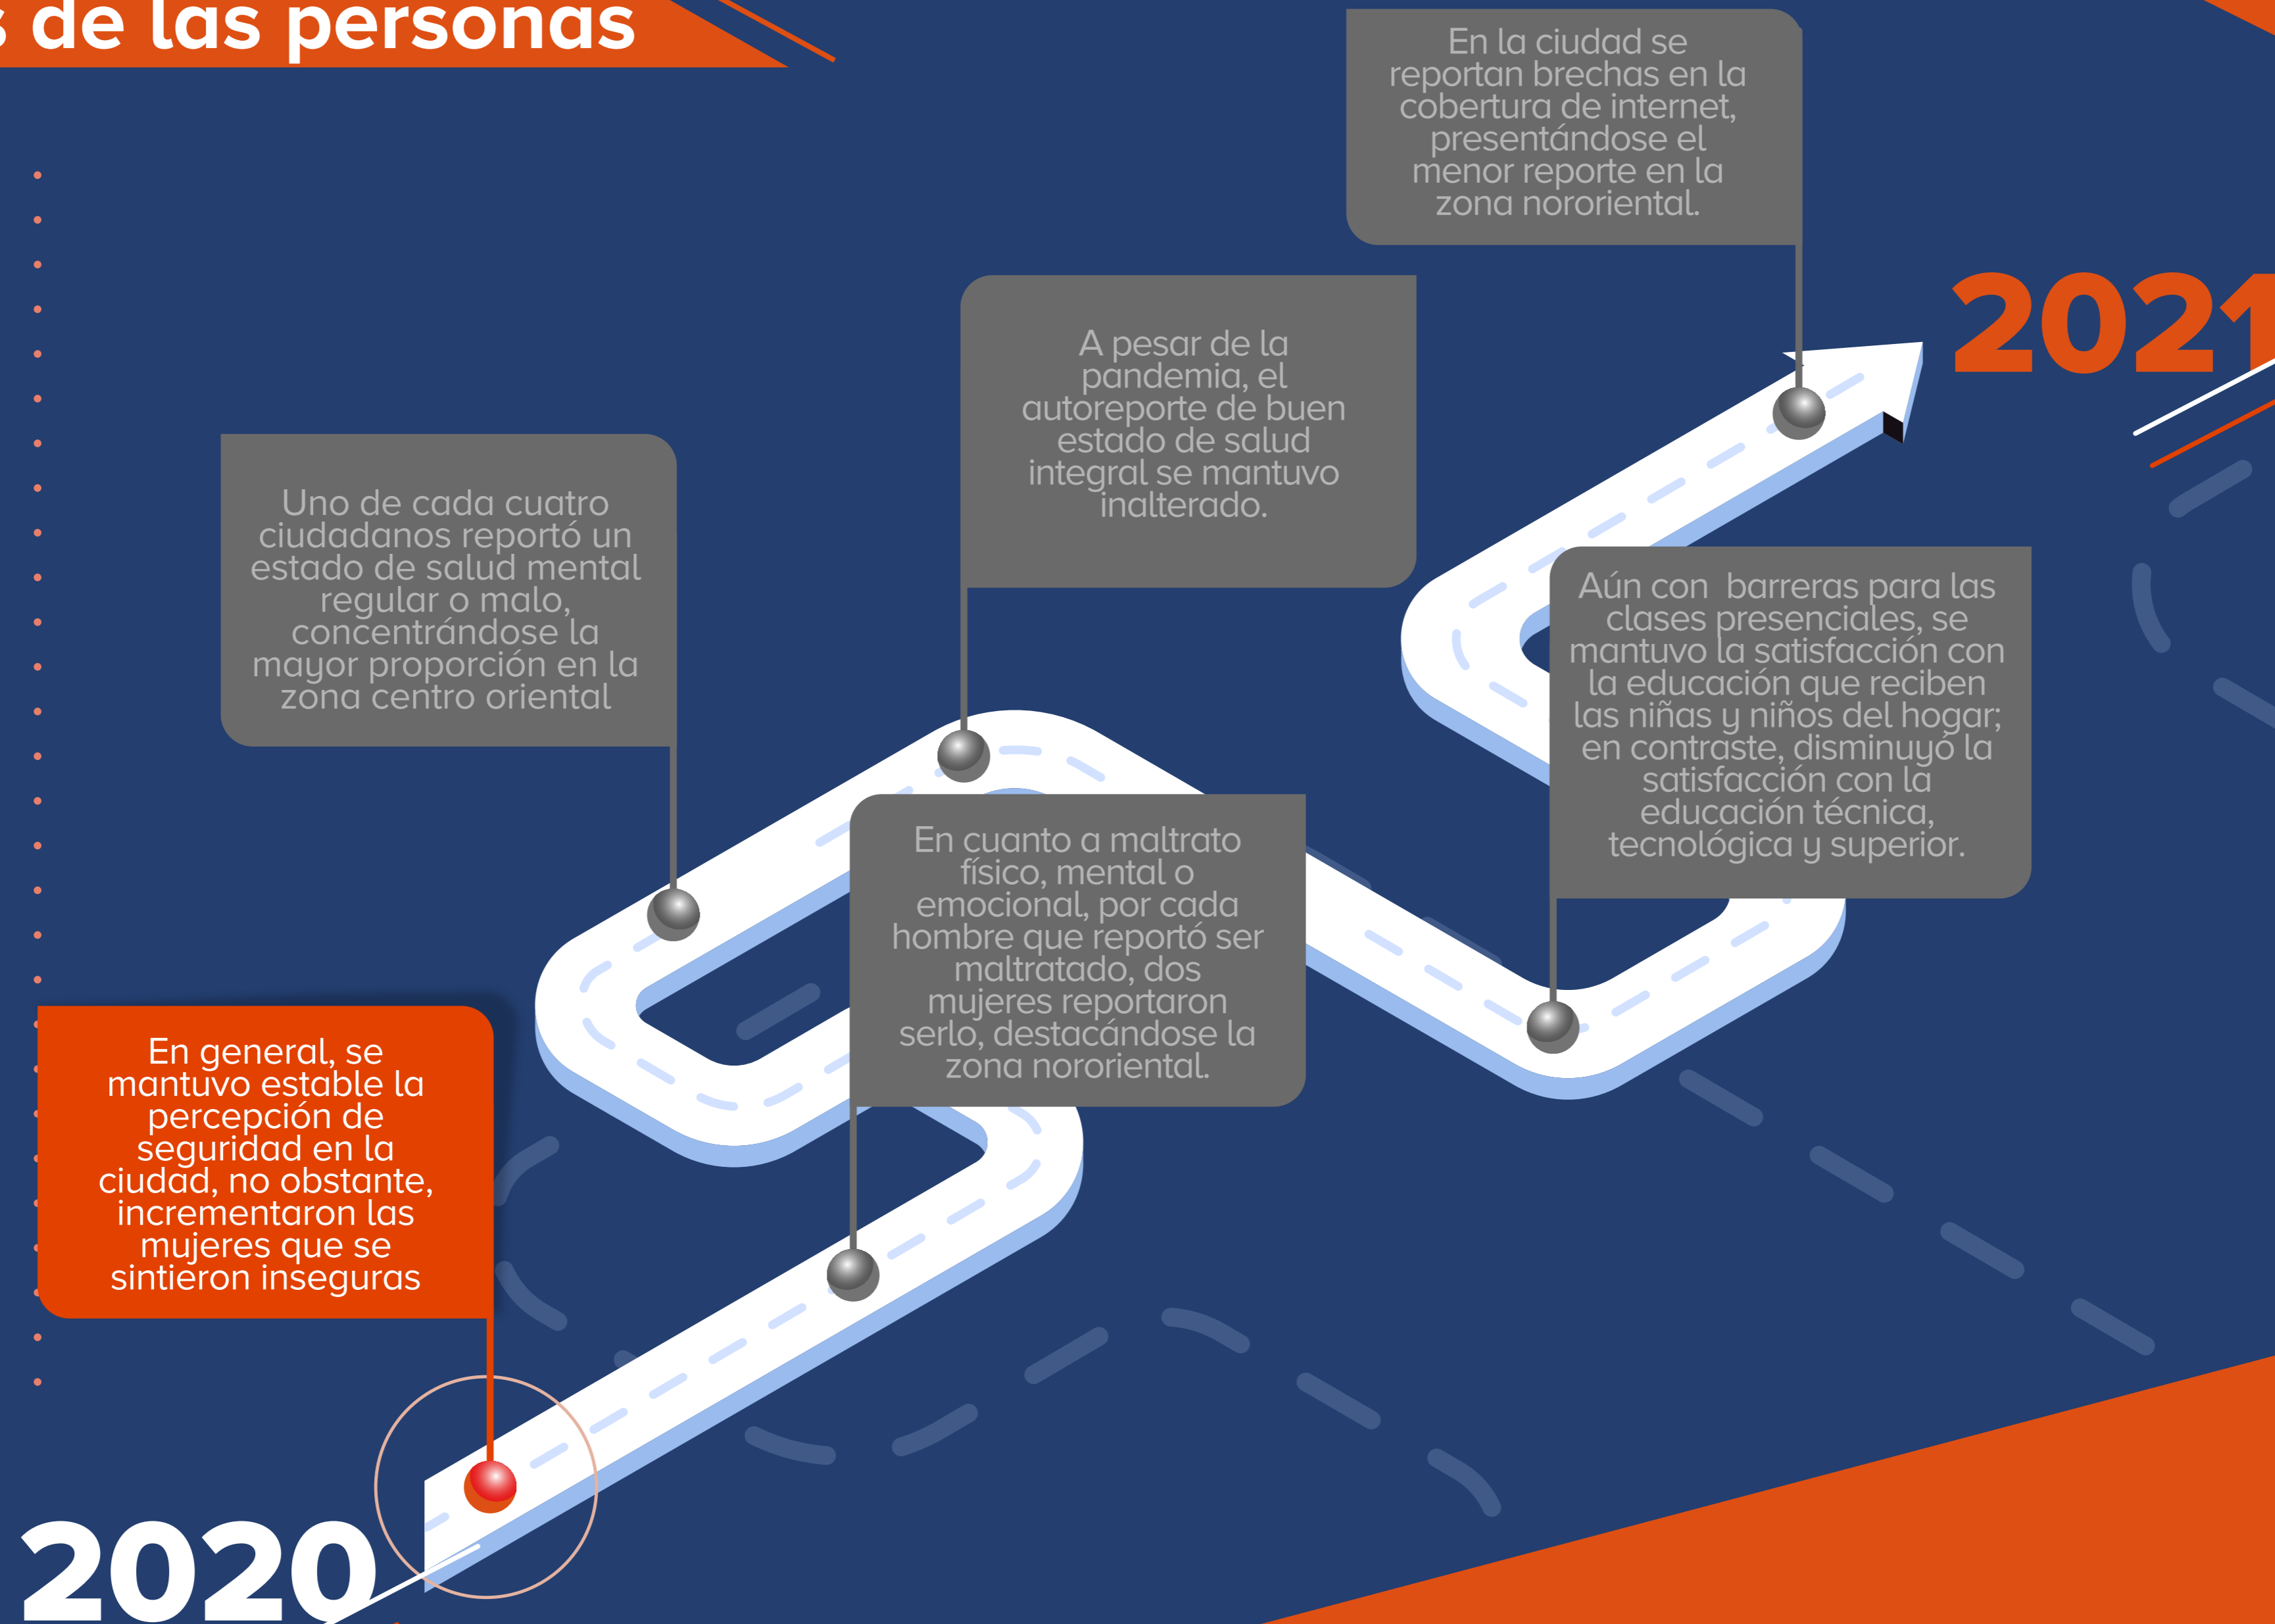 s de las personas
En la ciudad se
reportan brechas en la
cobertura de internet,
presentándose el
menor reporte en la
zona nororiental.
2021
A pesar de la
pandemia, el
autoreporte de buen
estado de salud
integral se mantuvo
inalterado.
Uno de cada cuatro
ciudadanos reportó un
estado de salud mental
regular o malo,
concentrándose la
mayor proporción en la
zona centro oriental
Aún con  barreras para las
clases presenciales, se
mantuvo la satisfacción con
la educación que reciben
las niñas y niños del hogar;
en contraste, disminuyó la
satisfacción con la
educación técnica,
tecnológica y superior.
En cuanto a maltrato
físico, mental o
emocional, por cada
hombre que reportó ser
maltratado, dos
mujeres reportaron
serlo, destacándose la
zona nororiental.
En general, se
mantuvo estable la
percepción de
seguridad en la
ciudad, no obstante,
incrementaron las
mujeres que se
sintieron inseguras
2020